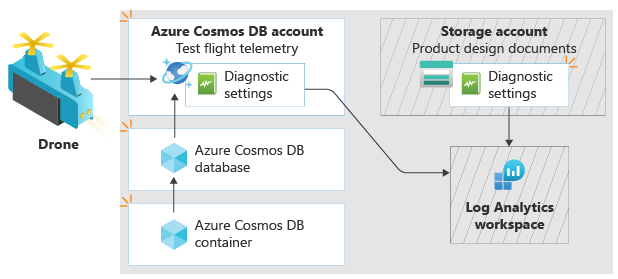 Azure Cosmos DB account
Test flight telemetry
Diagnostic
settings
Storage account
Product design documents
Diagnostic
settings
Drone
Azure Cosmos DB
database
Azure Cosmos DB
container
Log Analytics
workspace